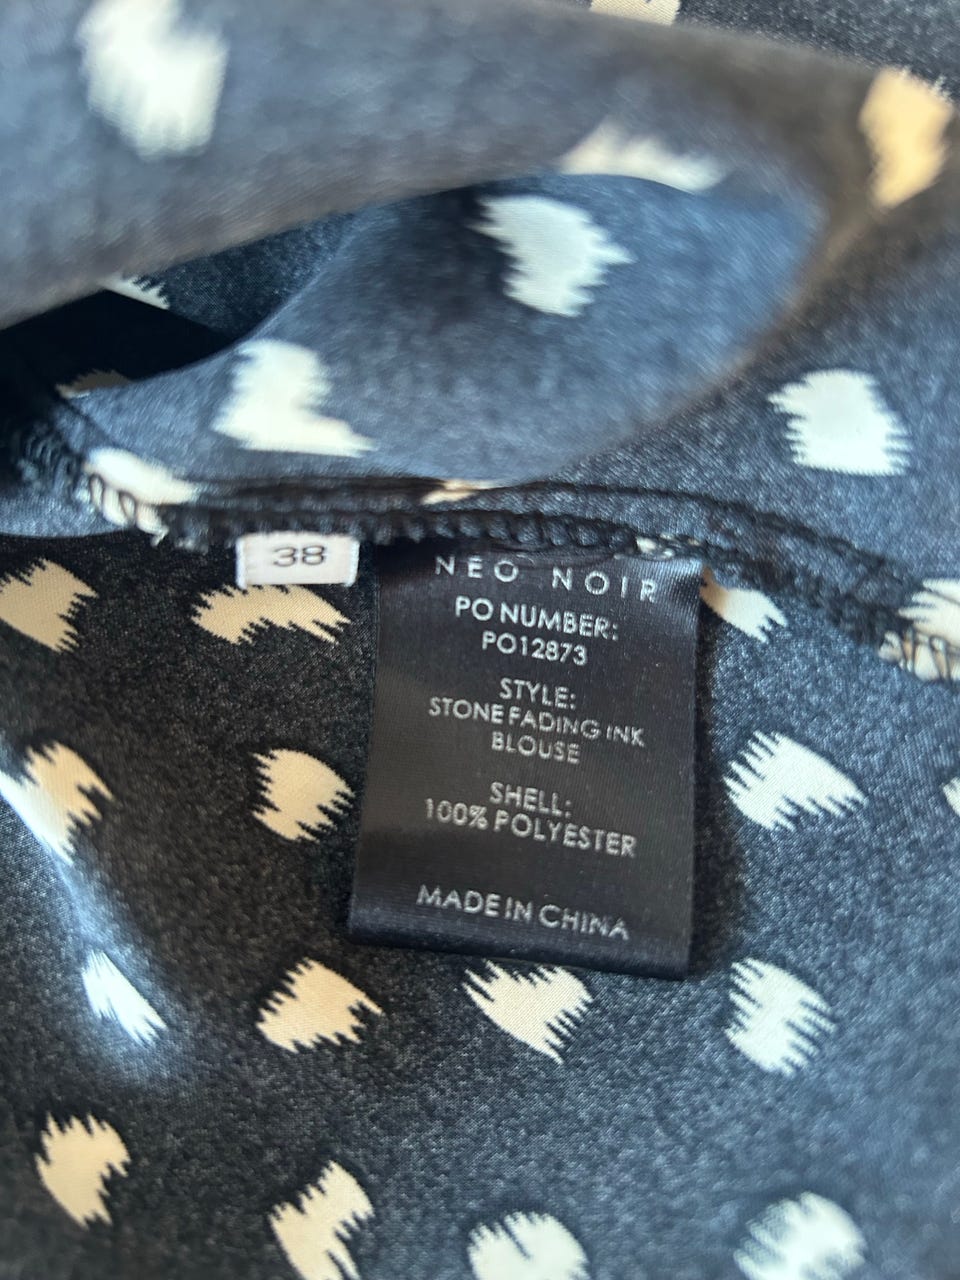 38
NEO NOIR
PO NUMBER:
PO12873
STYLE:
STONE FADING INK
BLOUSE
SHELL:
100% POLYESTER
MADE IN CHINA